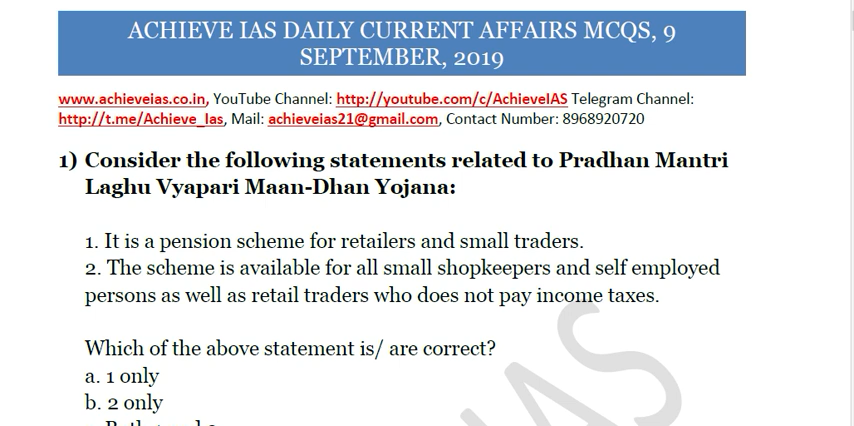 ACHIEVE IAS DAILY CURRENT AFFAIRS MCQS, 9
SEPTEMBER, 2019
www.achieveias.co.in, YouTube Channel: http://youtube.com/c/AchieveIAS Telegram Channel:
http://t.me/Achieve_Ias, Mail: achieveias21@gmail.com, Contact Number: 8968920720
1) Consider the following statements related to Pradhan Mantri
Laghu Vyapari Maan-Dhan Yojana:
1. It is a pension scheme for retailers and small traders.
2. The scheme is available for all small shopkeepers and self employed
persons as well as retail traders who does not pay income taxes.
Which of the above statement is/ are correct?
a. 1 only
b. 2 only
IAS